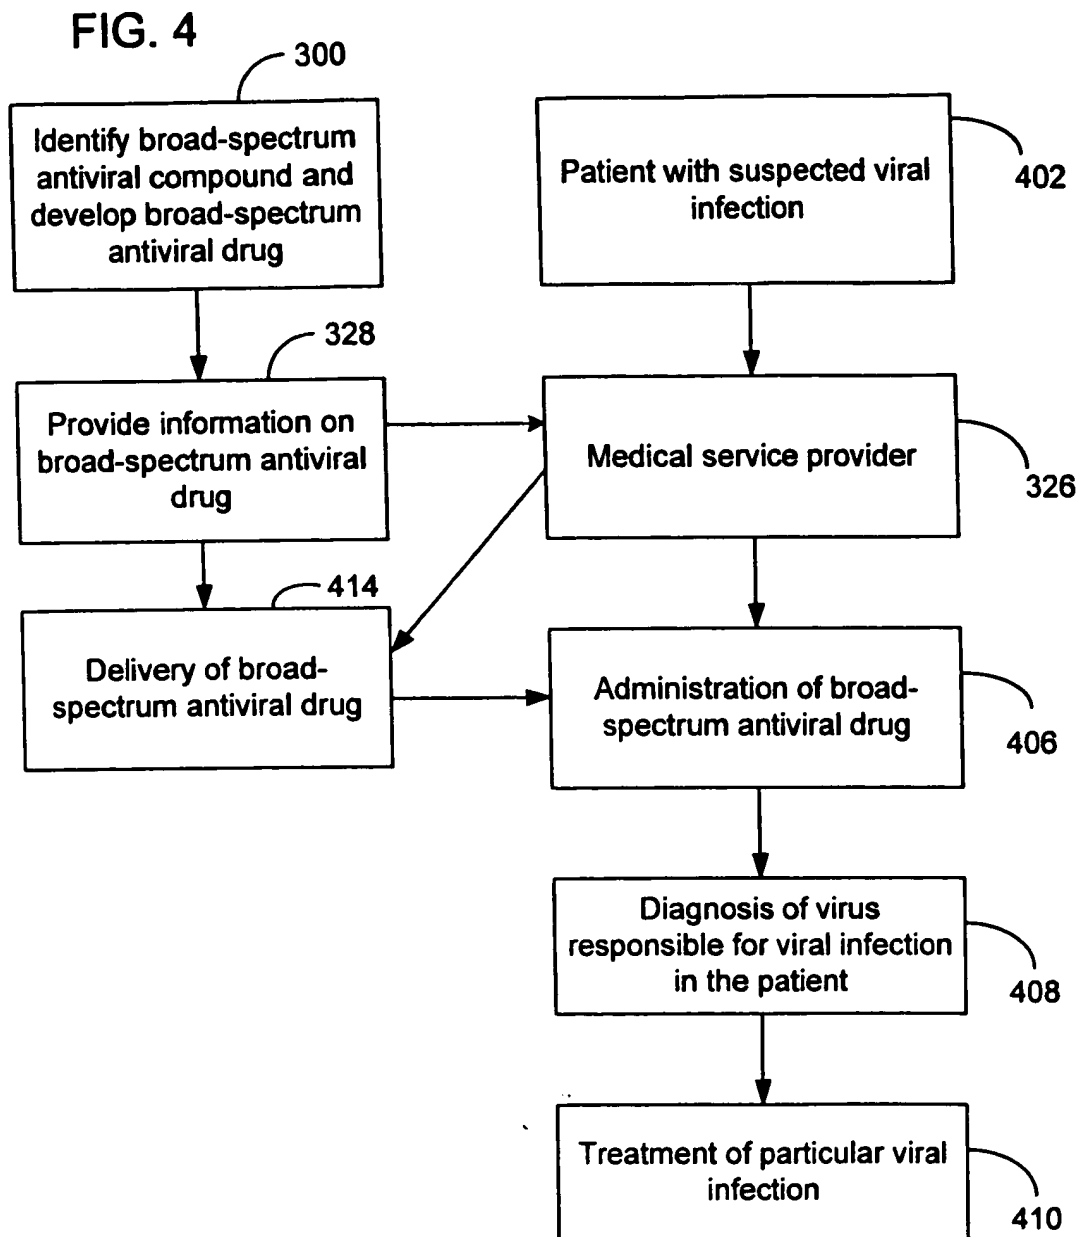 FIG. 4
300
Identify broad-spectrum
antiviral compound and
develop broad-spectrum
antiviral drug
Patient with suspected viral
infection
402
328
Provide information on
broad-spectrum antiviral
drug
Medical service provider
326
414
Delivery of broad-
spectrum antiviral drug
Administration of broad-
spectrum antiviral drug
406
Diagnosis of virus
responsible for viral infection
in the patient
408
Treatment of particular viral
infection
410